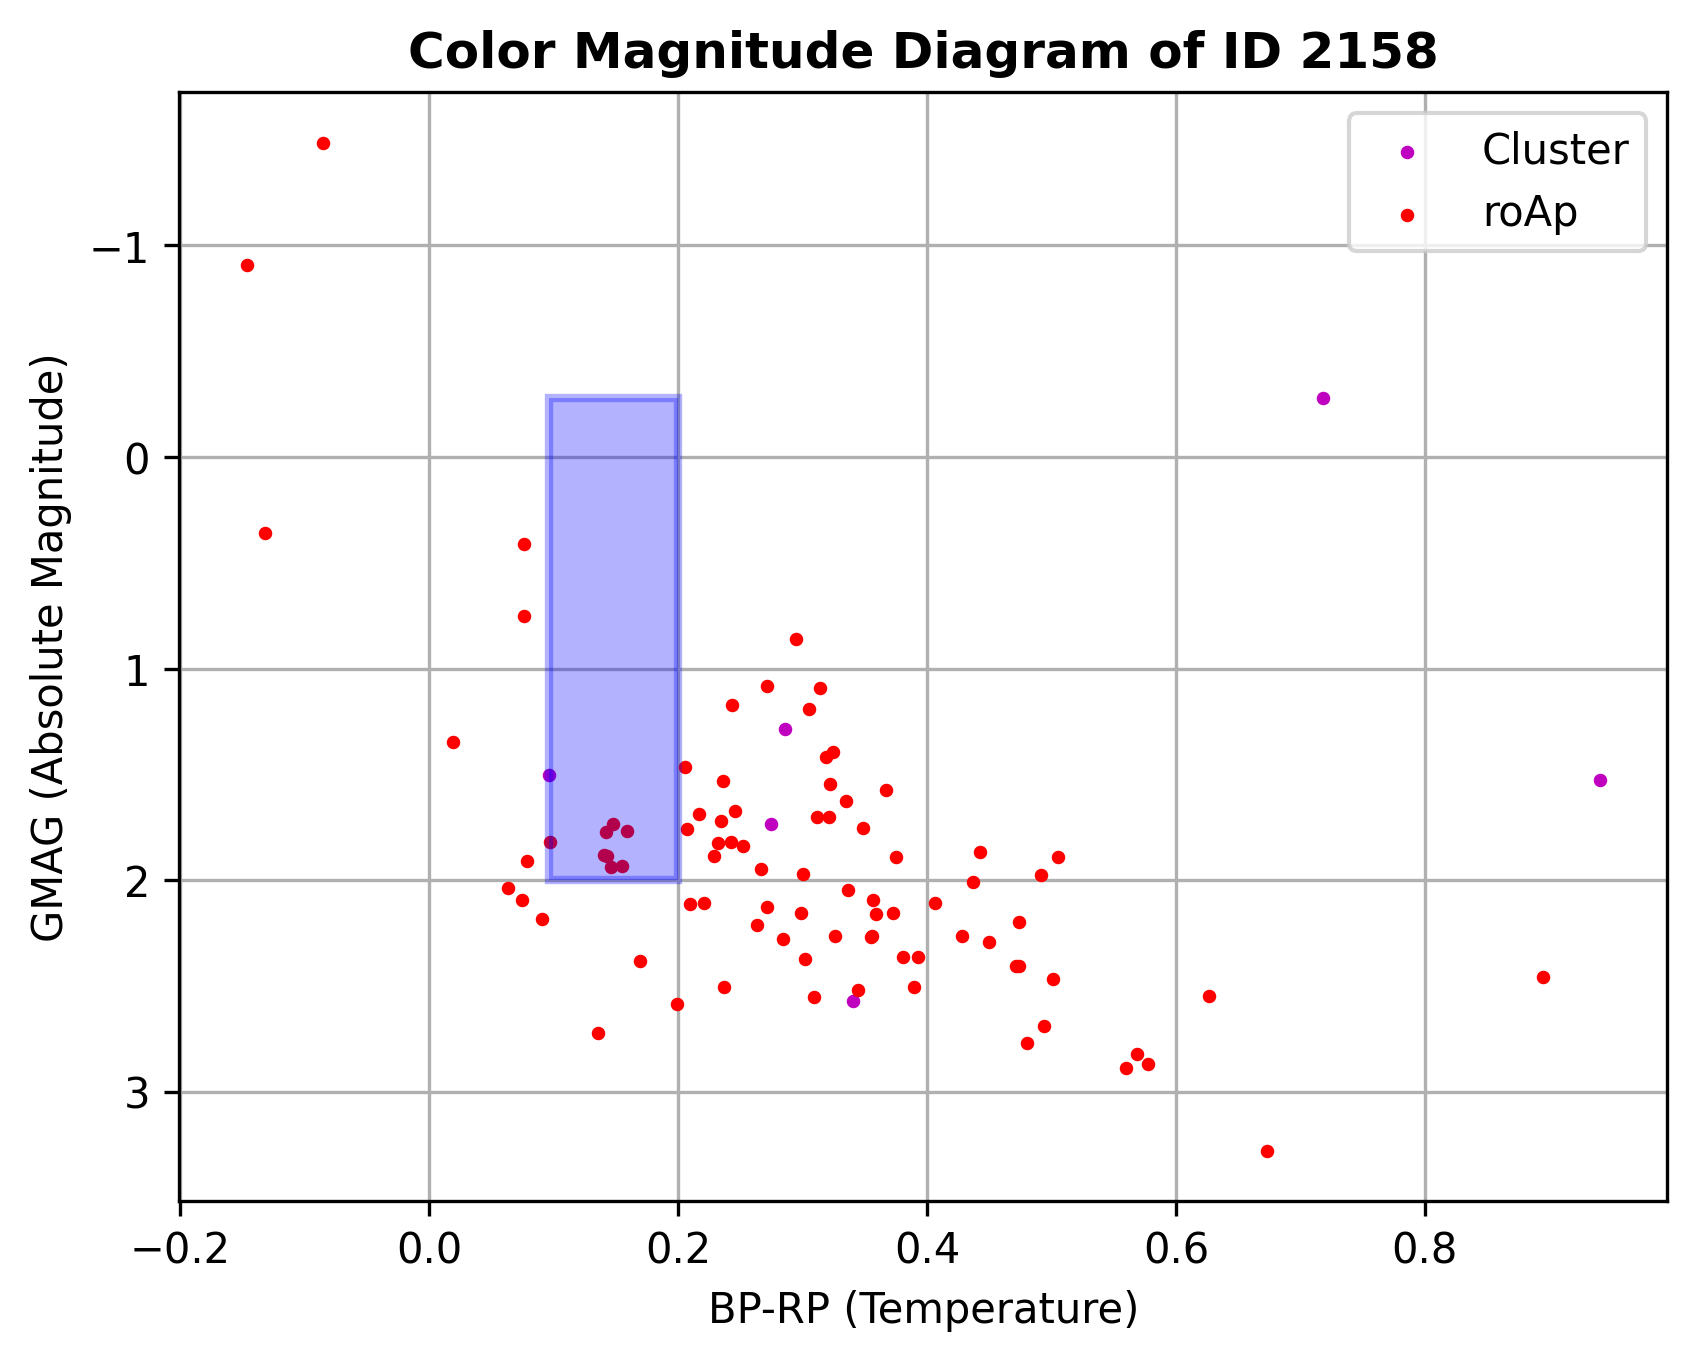 Color Magnitude Diagram of ID 2158
Cluster
roAp
GMAG (Absolute Magnitude)
−1
0
1
2
3
−0.2 0.0 0.2 0.4 0.6 0.8
BP-RP (Temperature)